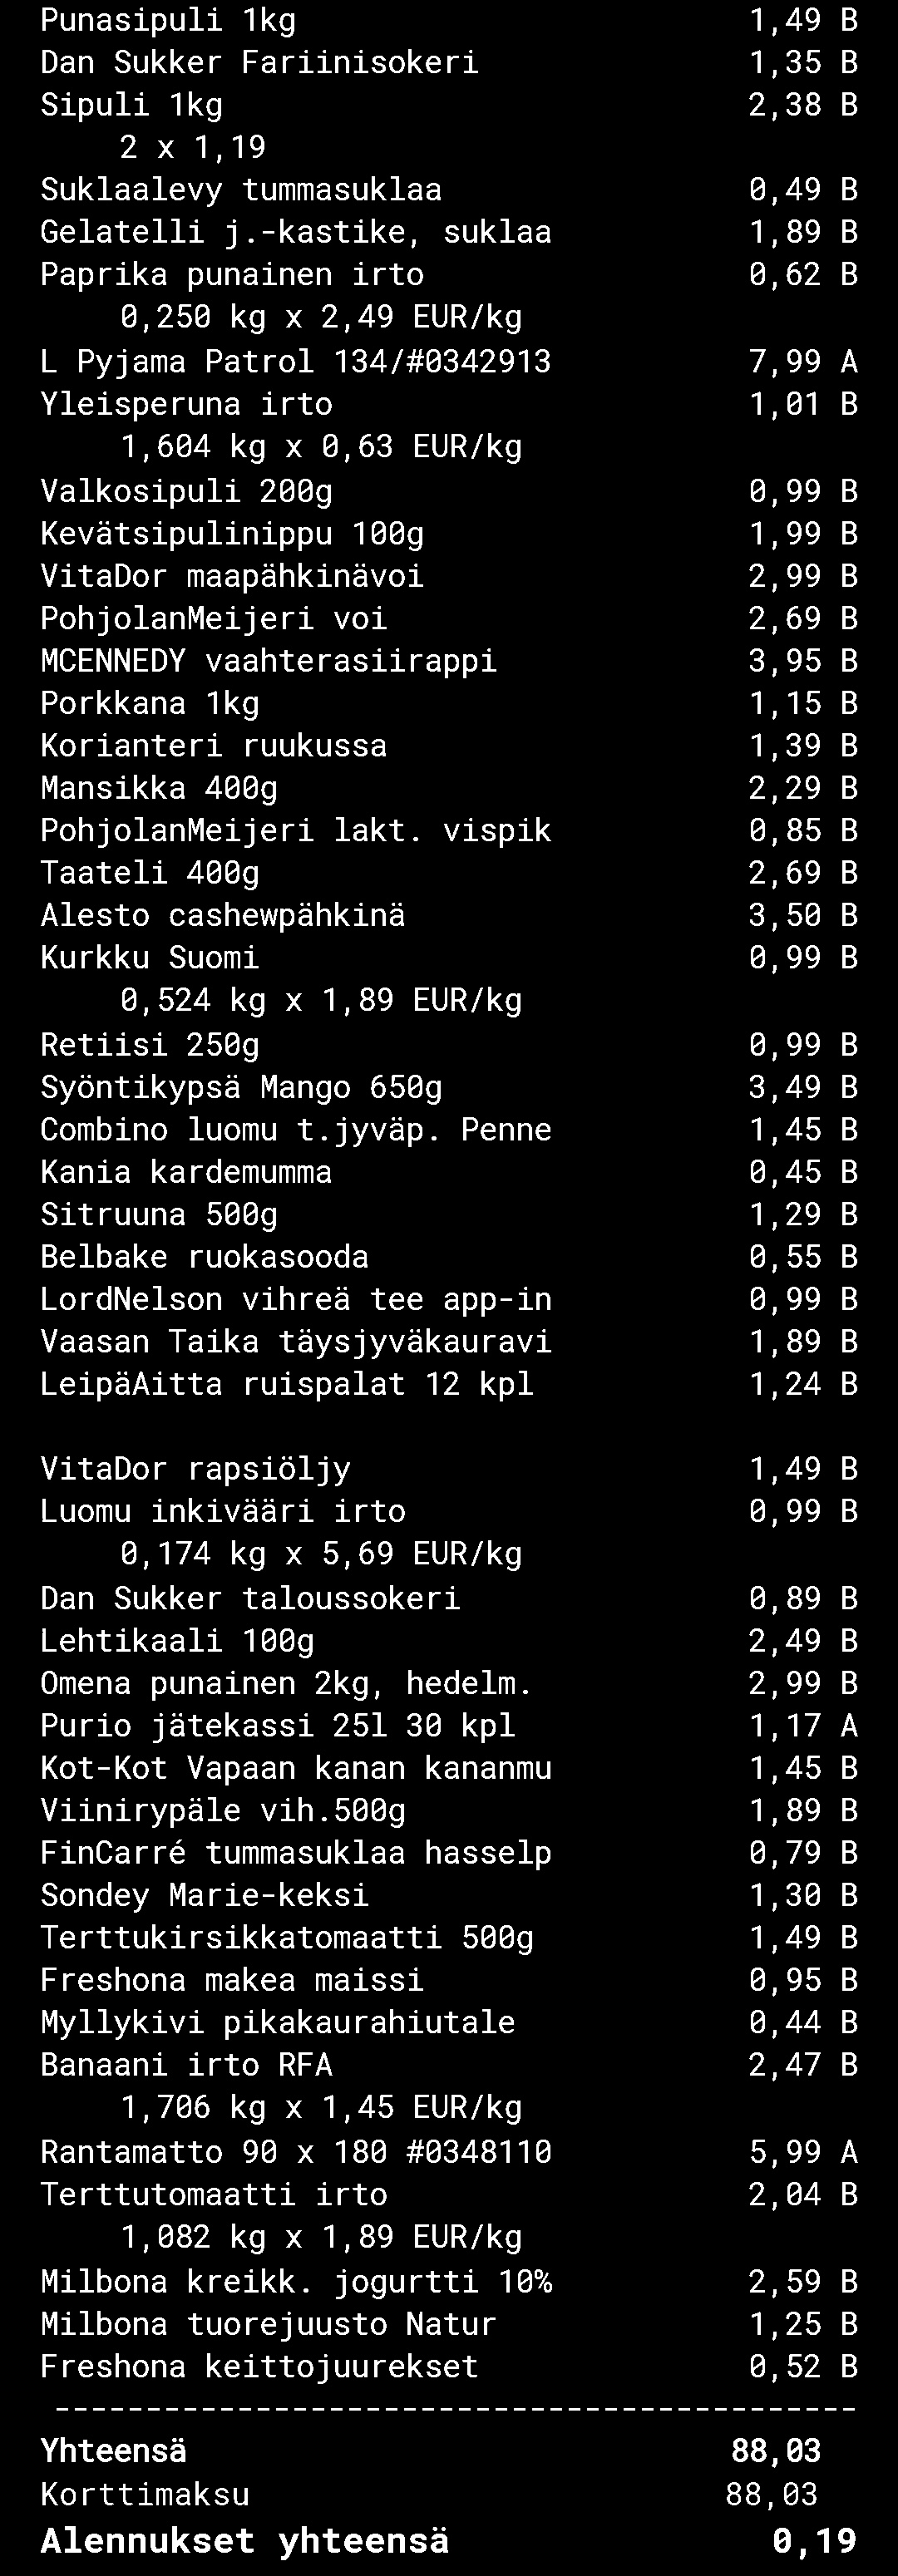 Punasipuli 1kg 1,49 B
Dan Sukker Fariinisokeri 1,35 B
Sipuli 1kg 2,38 B
2 x 1,19
Suklaalevy tummasuklaa 0,49 B
Gelatelli j.-kastike, suklaa 1,89 B
Paprika punainen irto 0,62 B
0,250 kg x 2,49 EUR/kg
L Pyjama Patrol 134/#0342913 7,99 A
Yleisperuna irto 1,01 B
1,604 kg x 0,63 EUR/kg
Valkosipuli 200g 0,99 B
Kevätsipulinippu 100g 1,99 B
VitaDor maapähkinävoi 2,99 B
PohjolanMeijeri voi 2,69 B
MCENNEDY vaahterasiirappi 3,95 B
Porkkana 1kg 1,15 B
Korianteri ruukussa 1,39 B
Mansikka 400g 2,29 B
PohjolanMeijeri lakt. vispik 0,85 B
Taateli 400g 2,69 B
Alesto cashewpähkinä 3,50 B
Kurkku Suomi 0,99 B
0,524 kg x 1,89 EUR/kg
Retiisi 250g 0,99 B
Syöntikypsä Mango 650g 3,49 B
Combino luomu t.jyväp. Penne 1,45 B
Kania kardemumma 0,45 B
Sitruuna 500g 1,29 B
Belbake ruokasooda 0,55 B
LordNelson vihreä tee app-in 0,99 B
Vaasan Taika täysjyväkauravi 1,89 B
LeipäAitta ruispalat 12 kpl 1,24 B
VitaDor rapsiöljy 1,49 B
Luomu inkivääri irto 0,99 B
0,174 kg x 5,69 EUR/kg
Dan Sukker taloussokeri 0,89 B
Lehtikaali 100g 2,49 B
Omena punainen 2kg, hedelm. 2,99 B
Purio jätekassi 25l 30 kpl 1,17 A
Kot-Kot Vapaan kanan kananmu 1,45 B
Viinirypäle vih.500g 1,89 B
FinCarré tummasuklaa hasselp 0,79 B
Sondey Marie-keksi 1,30 B
Terttukirsikkatomaatti 500g 1,49 B
Freshona makea maissi 0,95 B
Myllykivi pikakaurahiutale 0,44 B
Banaani irto RFA 2,47 B
1,706 kg x 1,45 EUR/kg
Rantamatto 90 x 180 #0348110 5,99 A
Terttutomaatti irto 2,04 B
1,082 kg x 1,89 EUR/kg
Milbona kreikk. jogurtti 10% 2,59 B
Milbona tuorejuusto Natur 1,25 B
Freshona keittojuurekset 0,52 B
--------------------------------------------
Yhteensä 88,03
Korttimaksu 88,03
Alennukset yhteensä 0,19